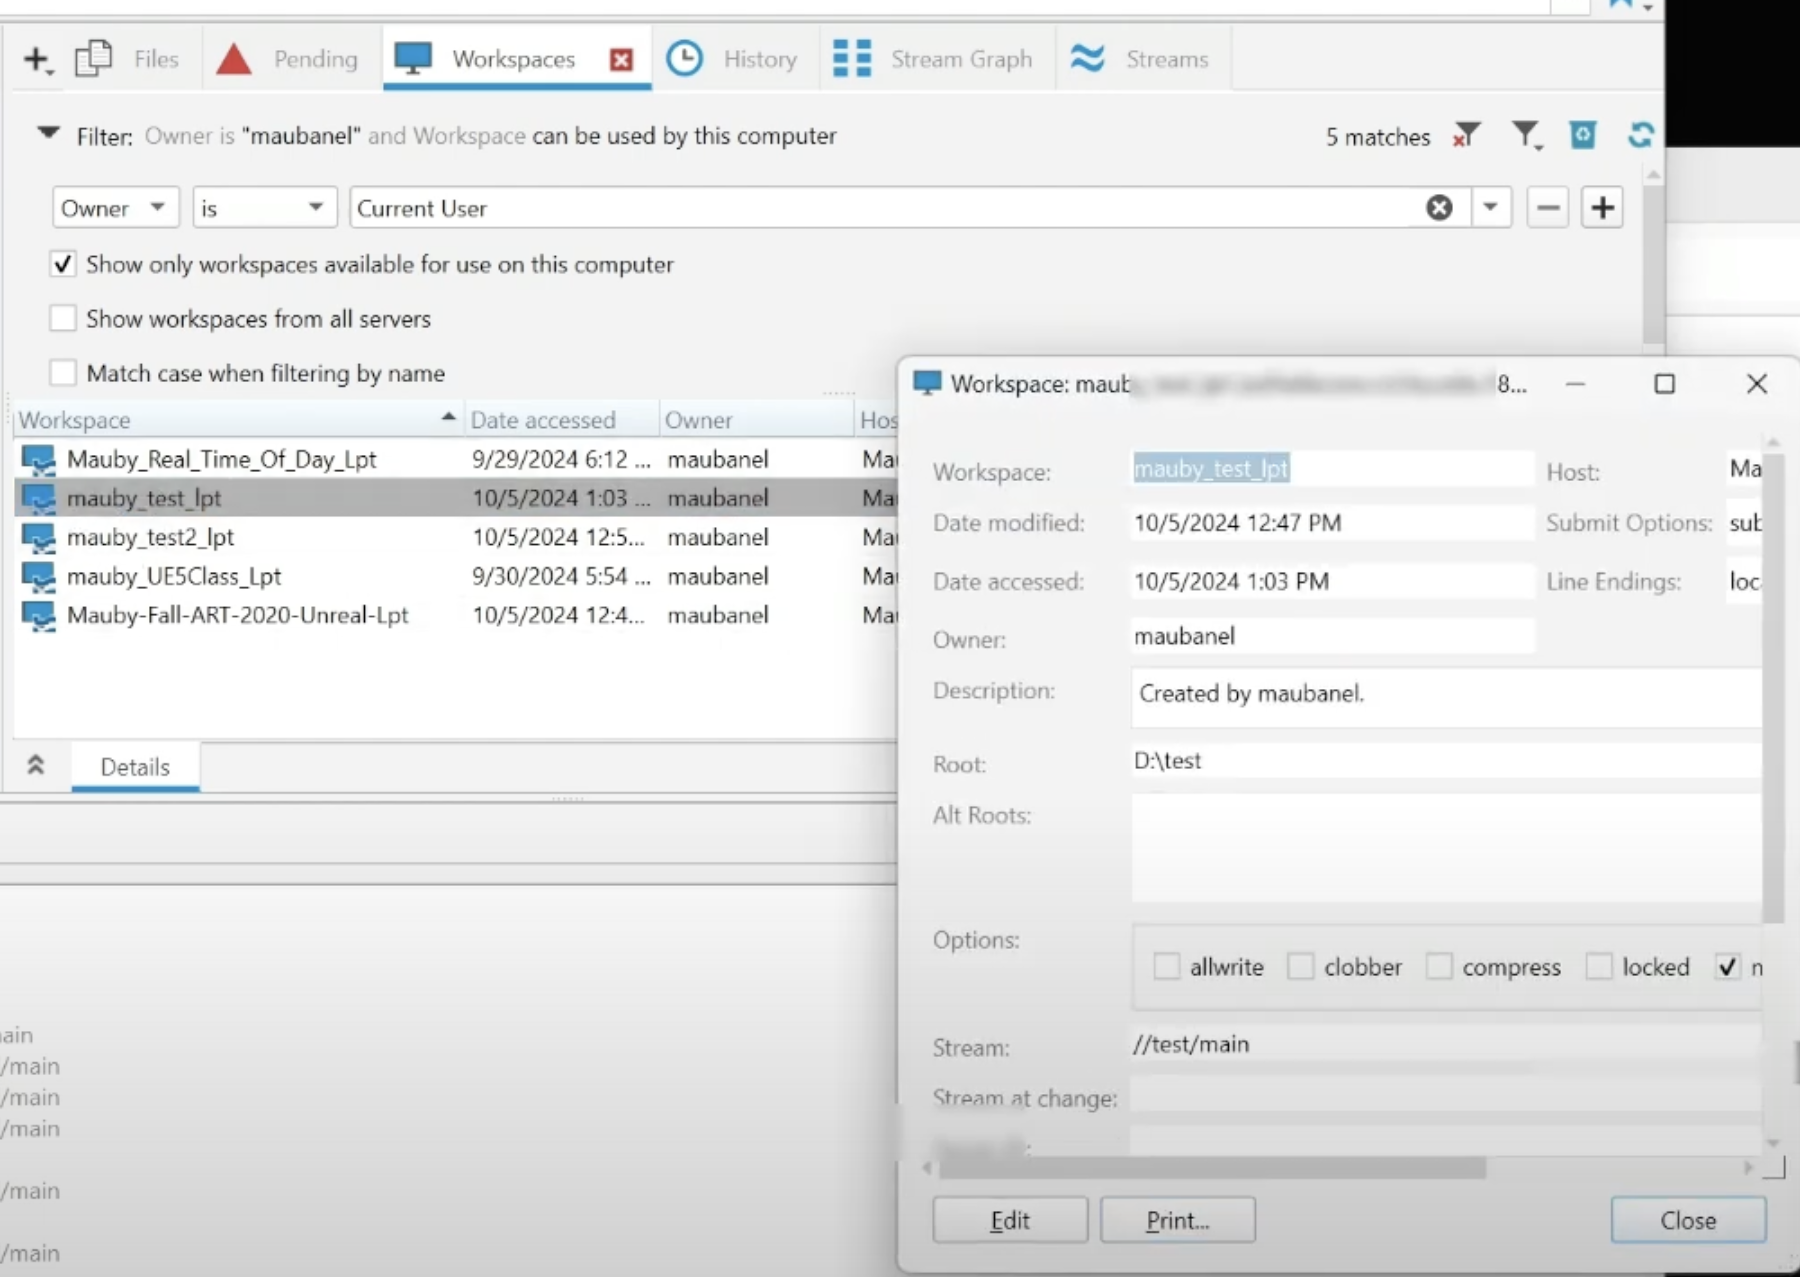 Files Pending Workspaces History Stream Graph Streams
Filter: Owner is "maubanel" and Workspace can be used by this computer 5 matches
Owner is Current User
Show only workspaces available for use on this computer
Show workspaces from all servers
Match case when filtering by name
Workspace Date accessed Owner Hos
Mauby_Real_Time_Of_Day_Lpt 9/29/2024 6:12 ... maubanel Ma
mauby_test_lpt 10/5/2024 1:03 ... maubanel Ma
mauby_test2_lpt 10/5/2024 12:5... maubanel Ma
mauby_UE5Class_Lpt 9/30/2024 5:54 ... maubanel Ma
Mauby-Fall-ART-2020-Unreal-Lpt 10/5/2024 12:4... maubanel Ma
Details
ain
/main
/main
/main
/main
/main
Workspace: maub 8...
Workspace: mauby_test_lpt Host: Ma
Date modified: 10/5/2024 12:47 PM Submit Options: sub
Date accessed: 10/5/2024 1:03 PM Line Endings: loc
Owner: maubanel
Description: Created by maubanel.
Root: D:\test
Alt Roots:
Options: allwrite clobber compress locked
Stream: //test/main
Stream at change:
Edit Print... Close